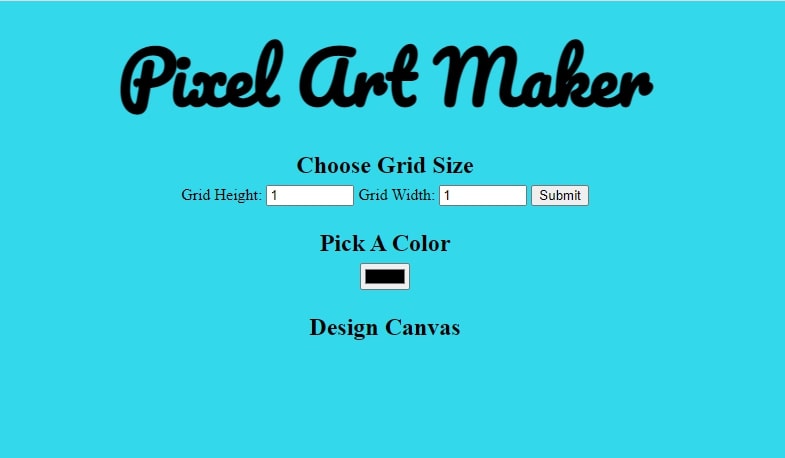 Pixel Art Maker
Choose Grid Size
Grid Height: 1 Grid Width: 1 Submit
Pick A Color
Design Canvas